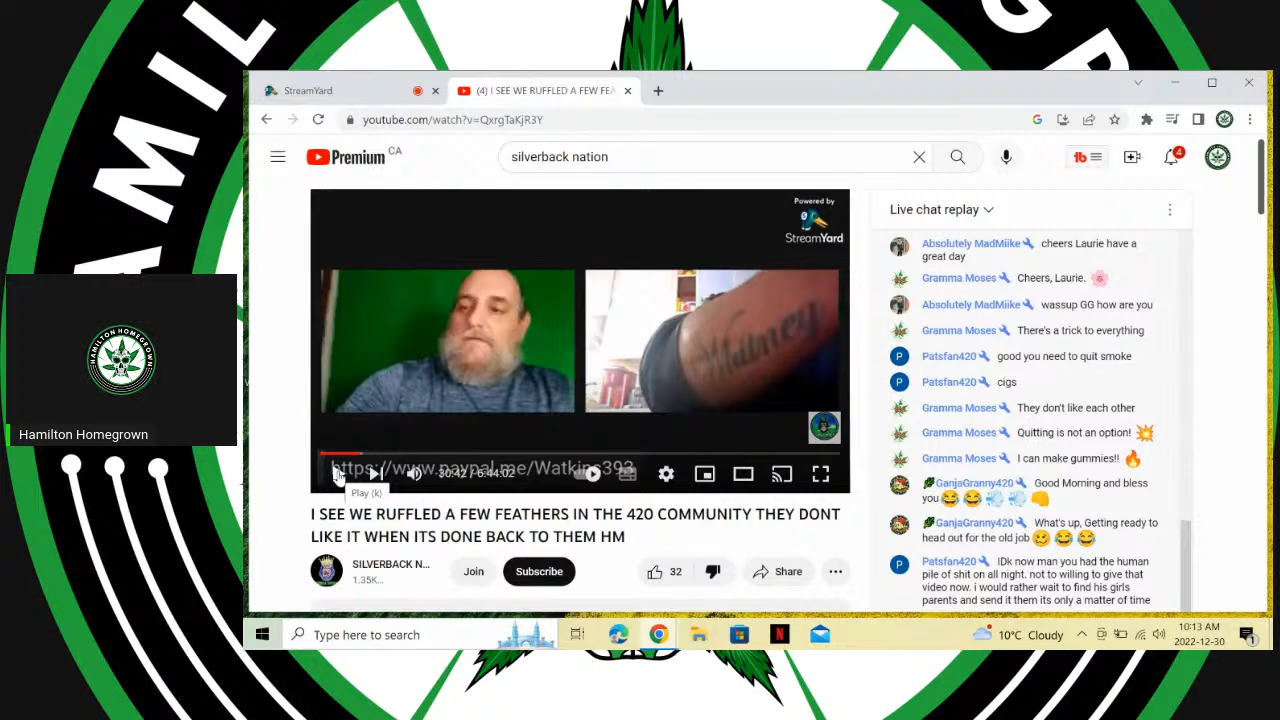 AMIL
GR
StreamYard
(4) I SEE WE RUFFLED A FEW FEA
youtube.com/watch?v=QxrgTaKjR3Y
Premium CA
silverback nation
4
Powered by
StreamYard
Whitney
https://www.paypal.me/Watkins393
30:42 / 6:44:02
Play (k)
I SEE WE RUFFLED A FEW FEATHERS IN THE 420 COMMUNITY THEY DONT
LIKE IT WHEN ITS DONE BACK TO THEM HM
SILVERBACK N...
1.35K...
Join
Subscribe
32
Share
Live chat replay
Absolutely MadMiike cheers Laurie have a
great day
Gramma Moses Cheers, Laurie. 🌸
Absolutely MadMiike wassup GG how are you
Gramma Moses There's a trick to everything
P Patsfan420 good you need to quit smoke
P Patsfan420 cigs
Gramma Moses They don't like each other
Gramma Moses Quitting is not an option! 💥
Gramma Moses I can make gummies!! 🔥
GanjaGranny420 Good Morning and bless
you 😂😂💨💨👊
GanjaGranny420 What's up, Getting ready to
head out for the old job 🥴😂😂
P Patsfan420 IDk now man you had the human
pile of shit on all night. not to willing to give that
video now. i would rather wait to find his girls
parents and send it them its only a matter of time
HAMILTON HOMEGROWN
Hamilton Homegrown
Type here to search
10°C Cloudy
10:13 AM
2022-12-30
1